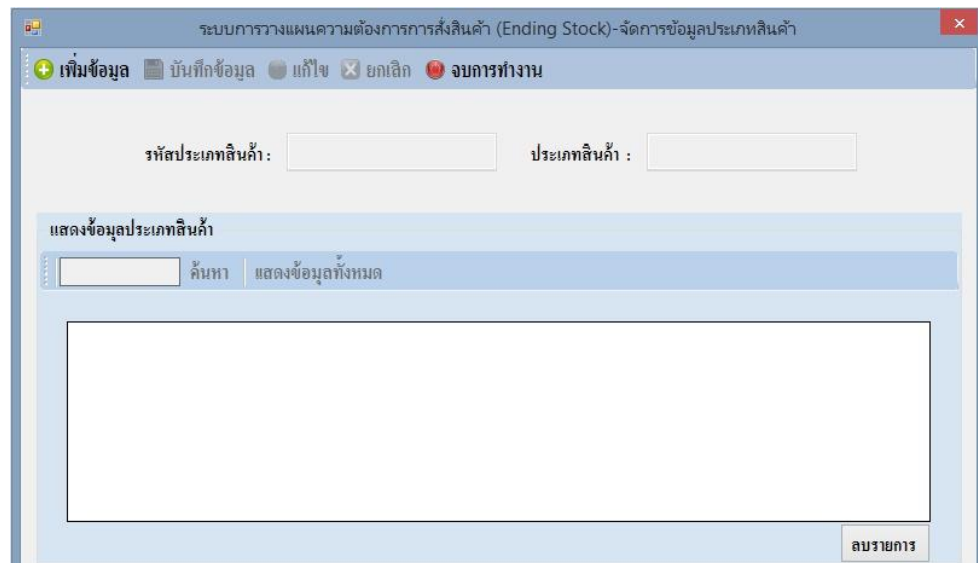 ระบบการวางแผนความต้องการการสั่งสินค้า (Ending Stock)-จัดการข้อมูลประเภทสินค้า
เพิ่มข้อมูล บันทึกข้อมูล แก้ไข ยกเลิก จบการทำงาน
รหัสประเภทสินค้า : ประเภทสินค้า :
แสดงข้อมูลประเภทสินค้า
ค้นหา แสดงข้อมูลทั้งหมด
ลบรายการ